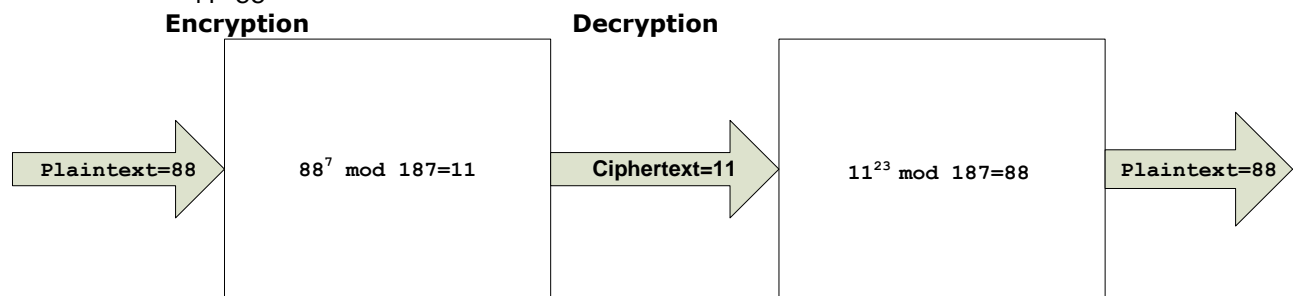 Encryption Decryption
Plaintext=88
88⁷ mod 187=11
Ciphertext=11
11²³ mod 187=88
Plaintext=88